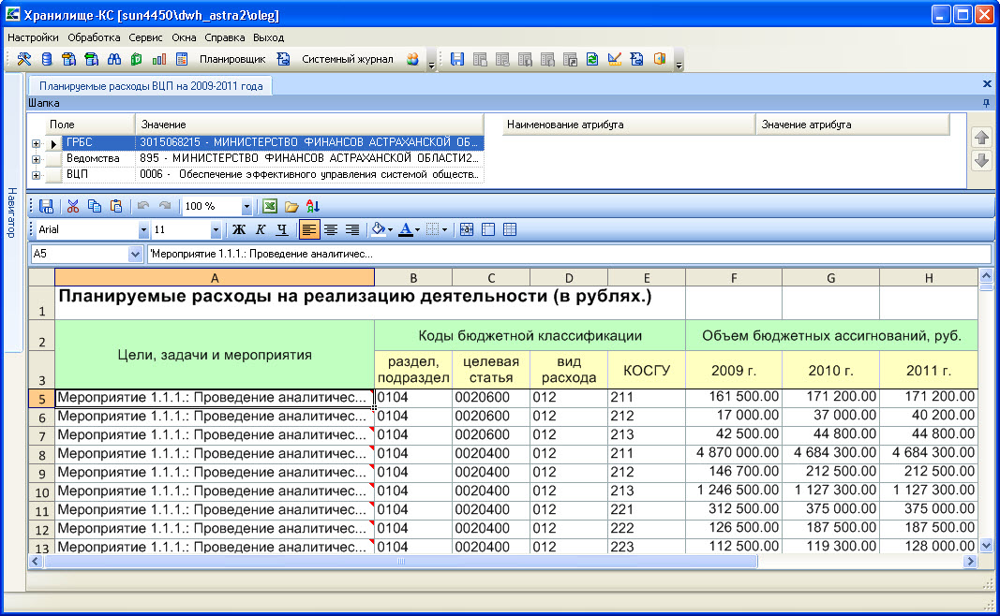 Хранилище-КС [sun4450\dwh_astra2\oleg]
Настройки Обработка Сервис Окна Справка Выход
Планировщик Системный журнал
Планируемые расходы ВЦП на 2009-2011 года
Шапка
Навигатор
Поле Значение Наименование атрибута Значение атрибута
ГРБС 3015068215 - МИНИСТЕРСТВО ФИНАНСОВ АСТРАХАНСКОЙ ОБ...
Ведомства 895 - МИНИСТЕРСТВО ФИНАНСОВ АСТРАХАНСКОЙ ОБЛАСТИ2...
ВЦП 0006 - Обеспечение эффективного управления системой обществ...
100 %
Arial 11 Ж К Ч
A5 'Мероприятие 1.1.1.: Проведение аналитичес...
A B C D E F G H
1 Планируемые расходы на реализацию деятельности (в рублях.)
2 Цели, задачи и мероприятия Коды бюджетной классификации Объем бюджетных ассигнований, руб.
3 раздел, подраздел целевая статья вид расхода КОСГУ 2009 г. 2010 г. 2011 г.
5 Мероприятие 1.1.1.: Проведение аналитичес... 0104 0020600 012 211 161 500.00 171 200.00 171 200.00
6 Мероприятие 1.1.1.: Проведение аналитичес... 0104 0020600 012 212 17 000.00 37 000.00 40 200.00
7 Мероприятие 1.1.1.: Проведение аналитичес... 0104 0020600 012 213 42 500.00 44 800.00 44 800.00
8 Мероприятие 1.1.1.: Проведение аналитичес... 0104 0020400 012 211 4 870 000.00 4 684 300.00 4 684 300.00
9 Мероприятие 1.1.1.: Проведение аналитичес... 0104 0020400 012 212 146 700.00 212 500.00 212 500.00
10 Мероприятие 1.1.1.: Проведение аналитичес... 0104 0020400 012 213 1 246 500.00 1 127 300.00 1 127 300.00
11 Мероприятие 1.1.1.: Проведение аналитичес... 0104 0020400 012 221 312 500.00 375 000.00 375 000.00
12 Мероприятие 1.1.1.: Проведение аналитичес... 0104 0020400 012 222 126 500.00 187 500.00 187 500.00
13 Мероприятие 1.1.1.: Проведение аналитичес... 0104 0020400 012 223 112 500.00 119 300.00 128 000.00